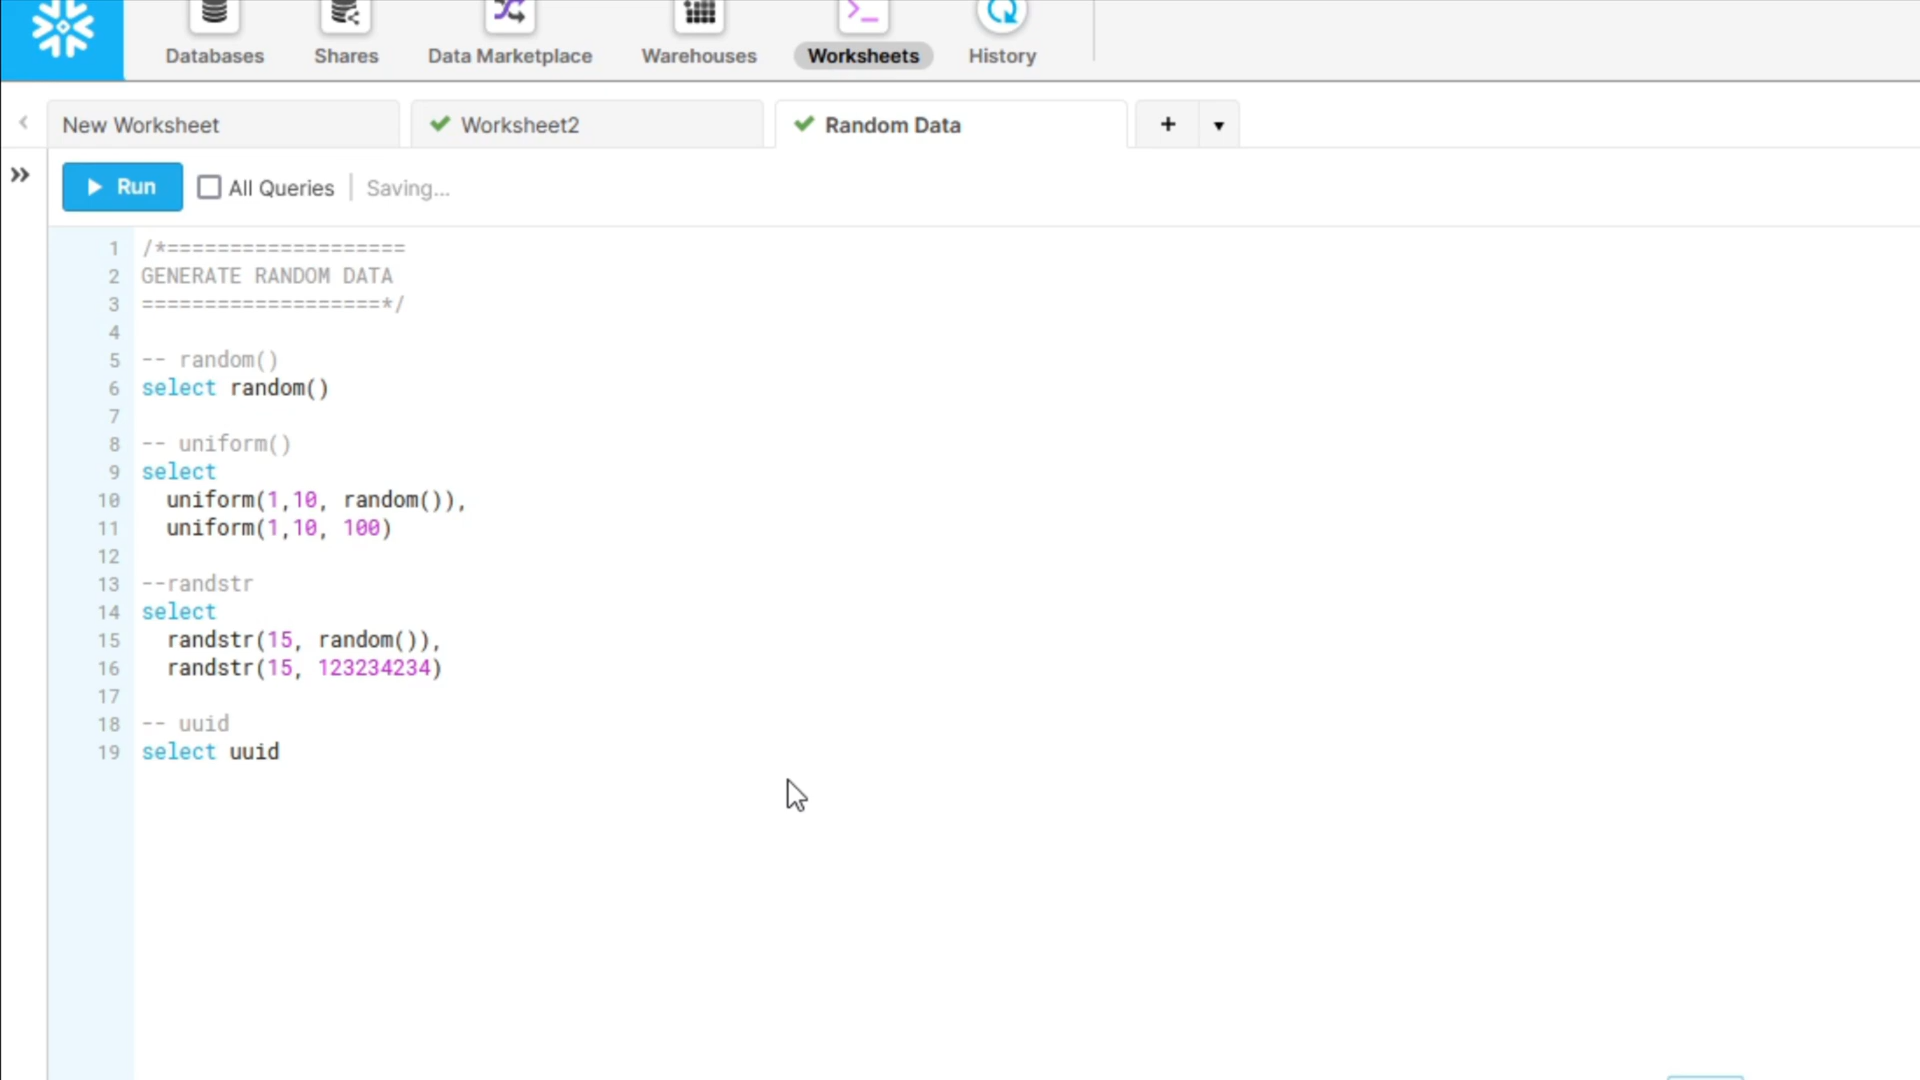 Databases
Shares
Data Marketplace
Warehouses
Worksheets
History
New Worksheet
Worksheet2
Random Data
+
Run
All Queries
Saving...
1 /*===================
2 GENERATE RANDOM DATA
3 ===================*/
4
5 -- random()
6 select random()
7
8 -- uniform()
9 select
10 uniform(1,10, random()),
11 uniform(1,10, 100)
12
13 --randstr
14 select
15 randstr(15, random()),
16 randstr(15, 123234234)
17
18 -- uuid
19 select uuid